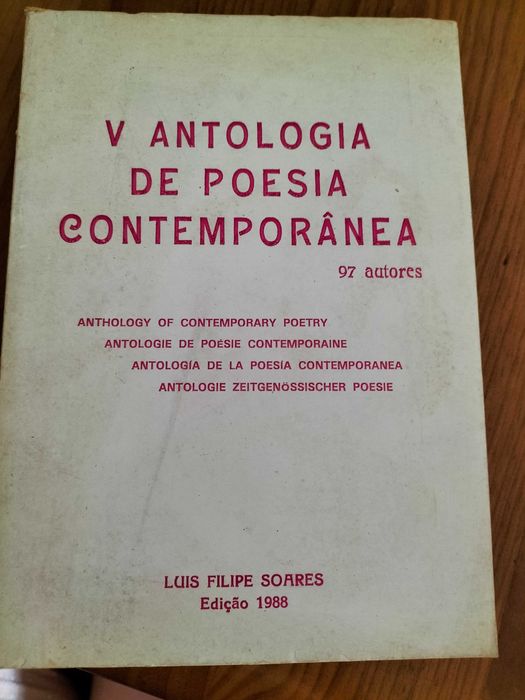 V ANTOLOGIA
DE POESIA
CONTEMPORÂNEA
97 autores
ANTHOLOGY OF CONTEMPORARY POETRY
ANTOLOGIE DE POÉSIE CONTEMPORAINE
ANTOLOGÍA DE LA POESÍA CONTEMPORANEA
ANTOLOGIE ZEITGENÖSSISCHER POESIE
LUIS FILIPE SOARES
Edição 1988